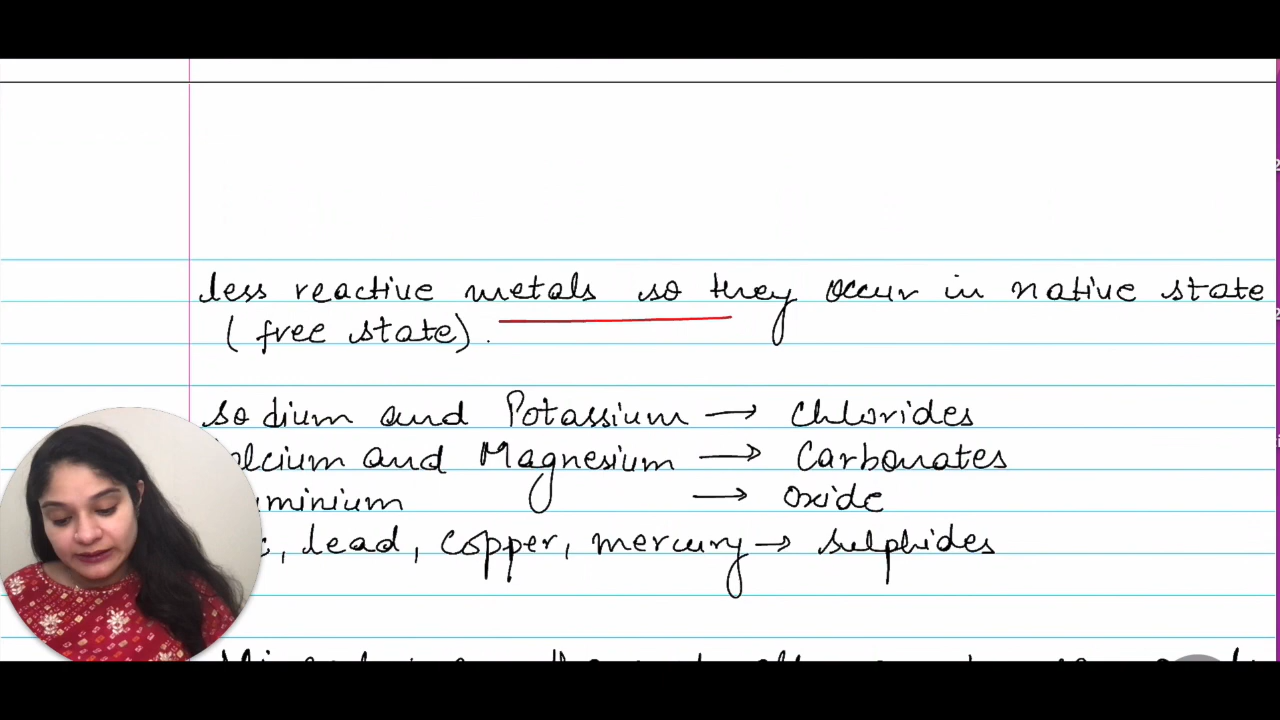 less reactive metals so they occur in native state
(free state).
sodium and Potassium → Chlorides
lcium and Magnesium → Carbonates
uminium → oxide
, lead, copper, mercury → sulphides